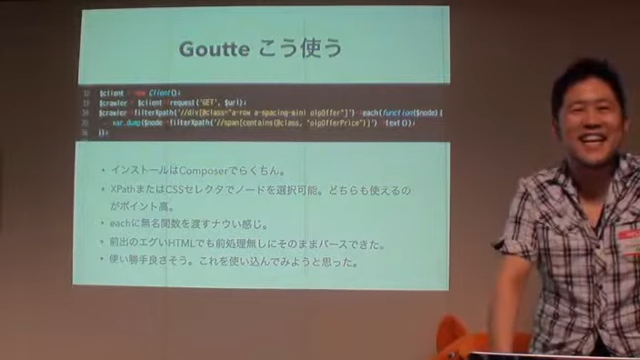 Goutte こう使う
$client = new Client();
$crawler = $client->request('GET', $url);
$crawler->filterXpath('//div[@class="a-row a-spacing-mini olpOffer"]')->each(function($node){
var_dump($node->filterXpath('//span[contains(@class, "olpOfferPrice")]')->text());
});
・インストールはComposerでらくちん。
・XPathまたはCSSセレクタでノードを選択可能。どちらも使えるの
がポイント高。
・eachに無名関数を渡すナウい感じ。
・前出のエグいHTMLでも前処理無しにそのままパースできた。
・使い勝手良さそう。これを使い込んでみようと思った。